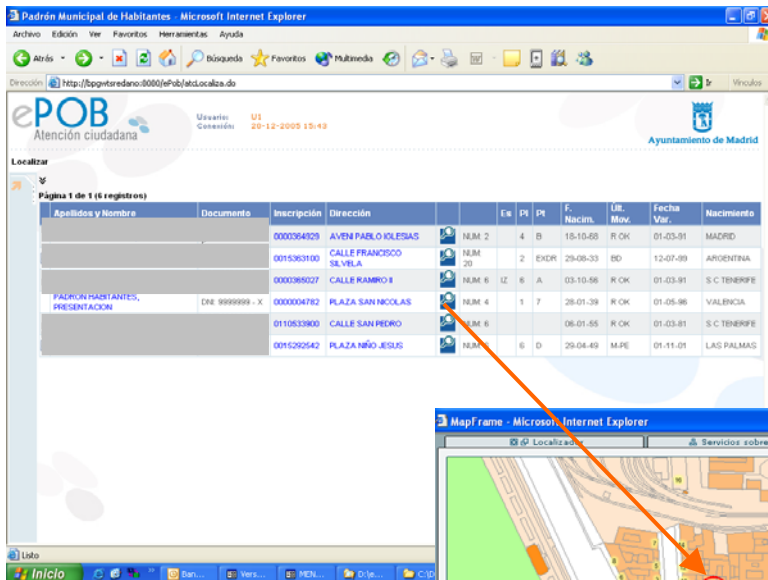 Padrón Municipal de Habitantes - Microsoft Internet Explorer
Archivo Edición Ver Favoritos Herramientas Ayuda
Atrás Búsqueda Favoritos Multimedia
Dirección http://bpgwtsredano:8080/ePob/atcLocaliza.do Ir Vínculos
ePOB
Atención ciudadana
Usuario: U1
Conexión: 20-12-2005 15:43
Ayuntamiento de Madrid
Localizar
Página 1 de 1 (6 registros)
Apellidos y Nombre Documento Inscripción Dirección Es Pl Pt F. Nacim. Últ. Mov. Fecha Var. Nacimiento
0000364929 AVENI PABLO IGLESIAS NUM: 2 4 B 18-10-68 R OK 01-03-91 MADRID
0015363100 CALLE FRANCISCO SILVELA NUM: 20 2 EXDR 29-08-33 BD 12-07-99 ARGENTINA
0000365027 CALLE RAMIRO II NUM: 6 IZ 6 A 03-10-56 R OK 01-03-91 S C TENERIFE
PADRON HABITANTES, PRESENTACION DNI: 9999999 - X 0000004782 PLAZA SAN NICOLAS NUM: 4 1 7 28-01-39 R OK 01-05-96 VALENCIA
0110533900 CALLE SAN PEDRO NUM: 6 06-01-55 R OK 01-03-81 S C TENERIFE
0015292542 PLAZA NIÑO JESUS 6 D 29-04-49 M-PE 01-11-01 LAS PALMAS
MapFrame - Microsoft Internet Explorer
Localizador Servicios sobre
Listo
Inicio Ban... Vers... MEN... D:\e... C:\D